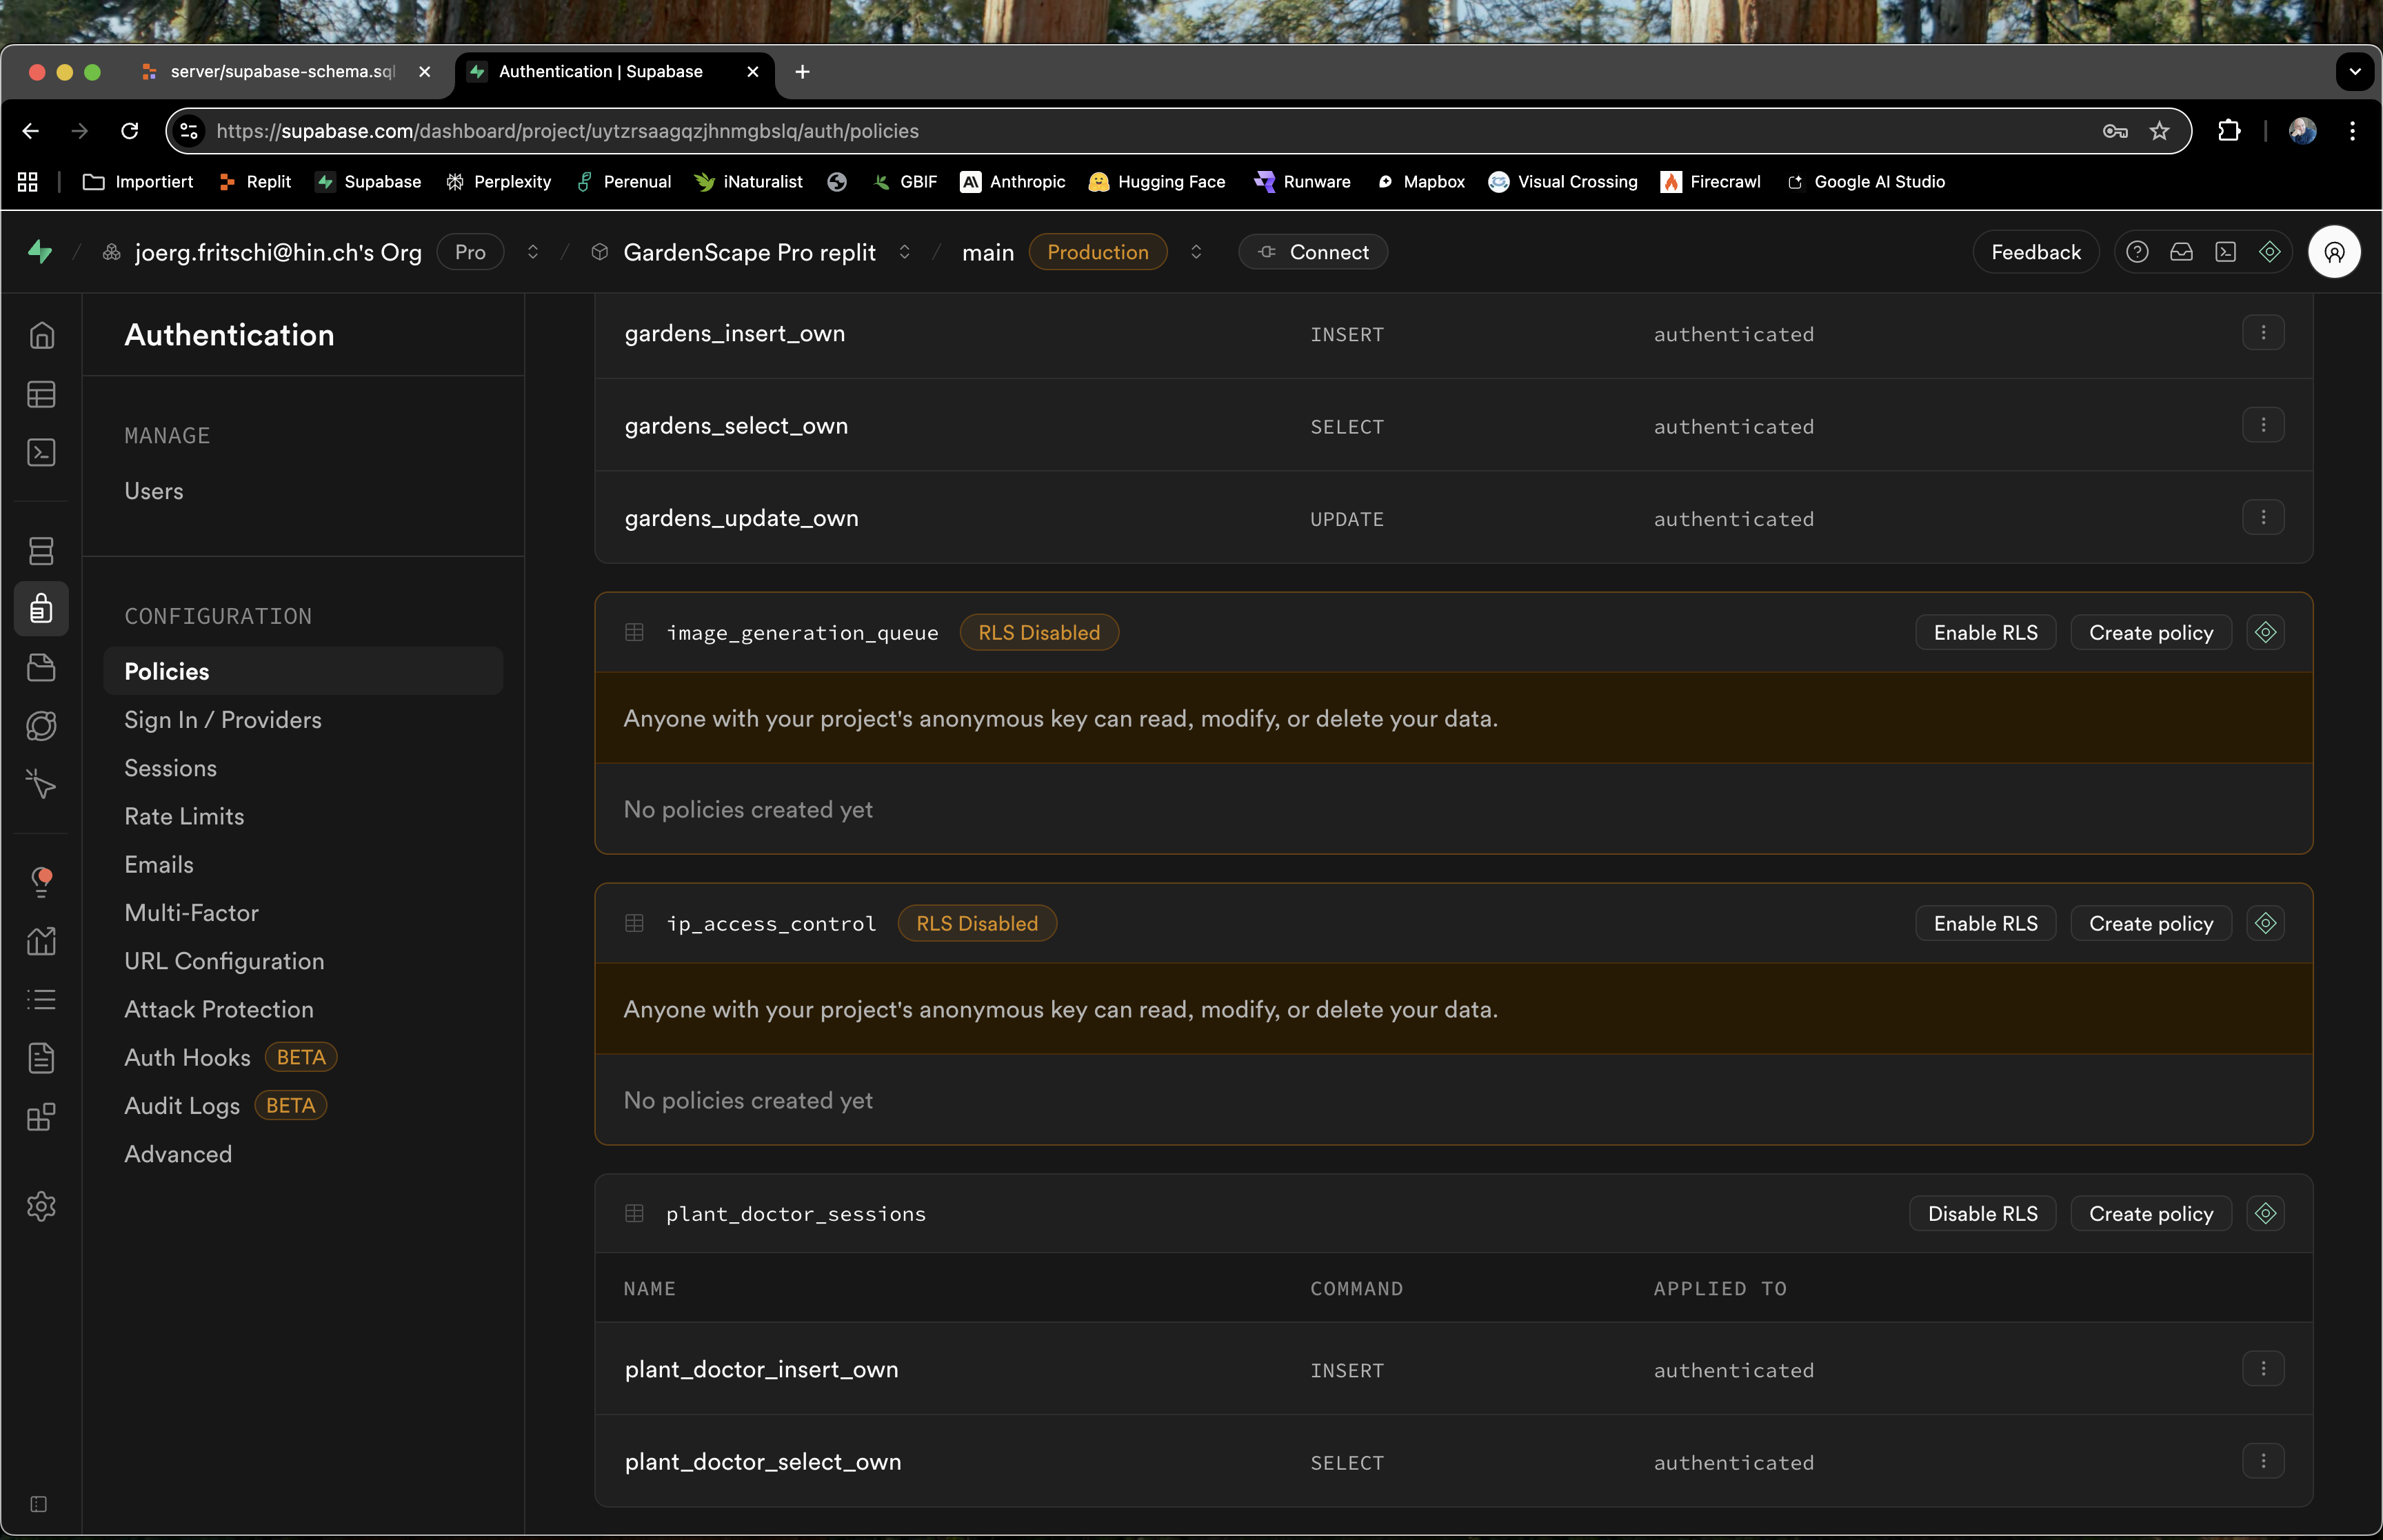 server/supabase-schema.sql
Authentication | Supabase
https://supabase.com/dashboard/project/uytzrsaagqzjhnmgbslq/auth/policies
Importiert
Replit
Supabase
Perplexity
Perenual
iNaturalist
GBIF
Anthropic
Hugging Face
Runware
Mapbox
Visual Crossing
Firecrawl
Google AI Studio
joerg.fritschi@hin.ch's Org
Pro
GardenScape Pro replit
main
Production
Connect
Feedback
Authentication
MANAGE
Users
CONFIGURATION
Policies
Sign In / Providers
Sessions
Rate Limits
Emails
Multi-Factor
URL Configuration
Attack Protection
Auth Hooks BETA
Audit Logs BETA
Advanced
gardens_insert_own INSERT authenticated
gardens_select_own SELECT authenticated
gardens_update_own UPDATE authenticated
image_generation_queue RLS Disabled Enable RLS Create policy
Anyone with your project's anonymous key can read, modify, or delete your data.
No policies created yet
ip_access_control RLS Disabled Enable RLS Create policy
Anyone with your project's anonymous key can read, modify, or delete your data.
No policies created yet
plant_doctor_sessions Disable RLS Create policy
NAME COMMAND APPLIED TO
plant_doctor_insert_own INSERT authenticated
plant_doctor_select_own SELECT authenticated